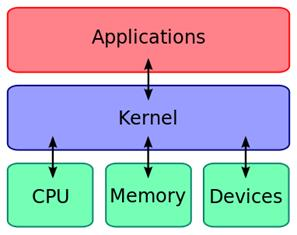 Applications
Kernel
CPU
Memory
Devices